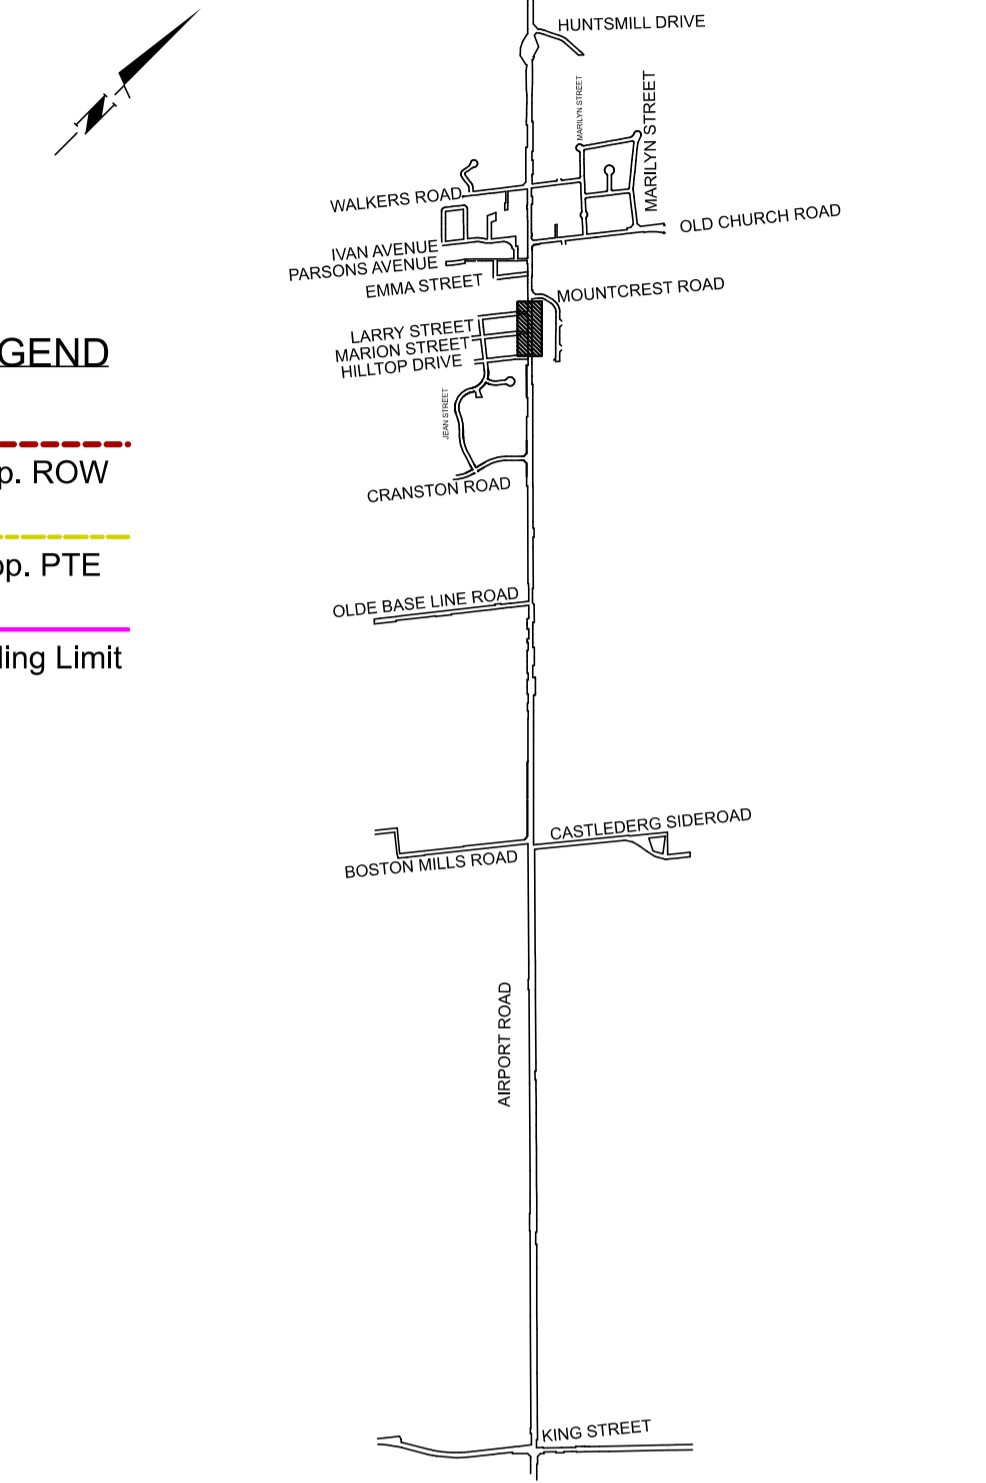 HUNTSMILL DRIVE
MARILYN STREET
MARILYN STREET
WALKERS ROAD
OLD CHURCH ROAD
IVAN AVENUE
PARSONS AVENUE
EMMA STREET
MOUNTCREST ROAD
LARRY STREET
MARION STREET
HILLTOP DRIVE
JEAN STREET
CRANSTON ROAD
OLDE BASE LINE ROAD
CASTLEDERG SIDEROAD
BOSTON MILLS ROAD
AIRPORT ROAD
KING STREET
N
GEND
p. ROW
op. PTE
ling Limit